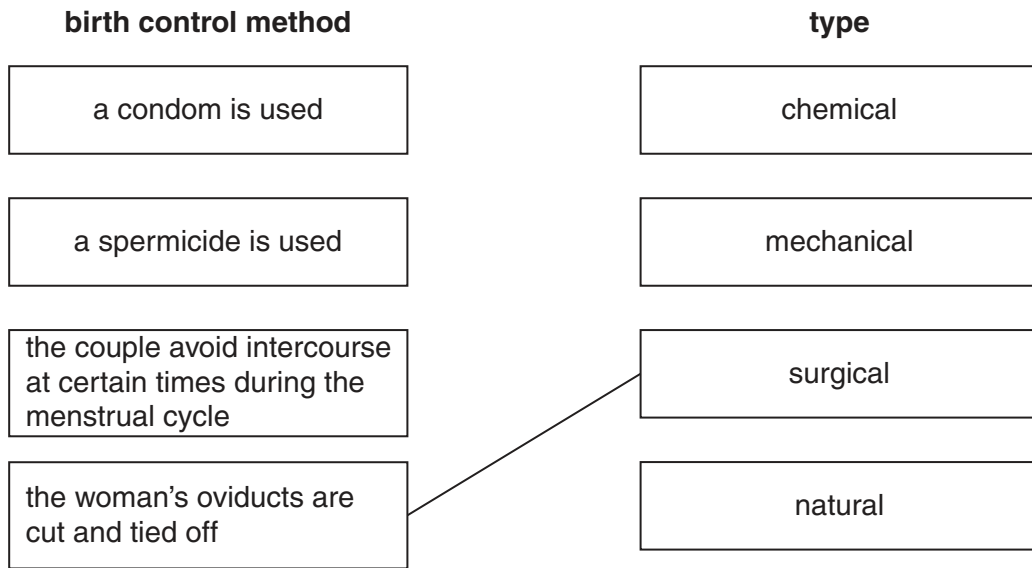 birth control method
type
a condom is used
chemical
a spermicide is used
mechanical
the couple avoid intercourse
at certain times during the
menstrual cycle
surgical
the woman’s oviducts are
cut and tied off
natural